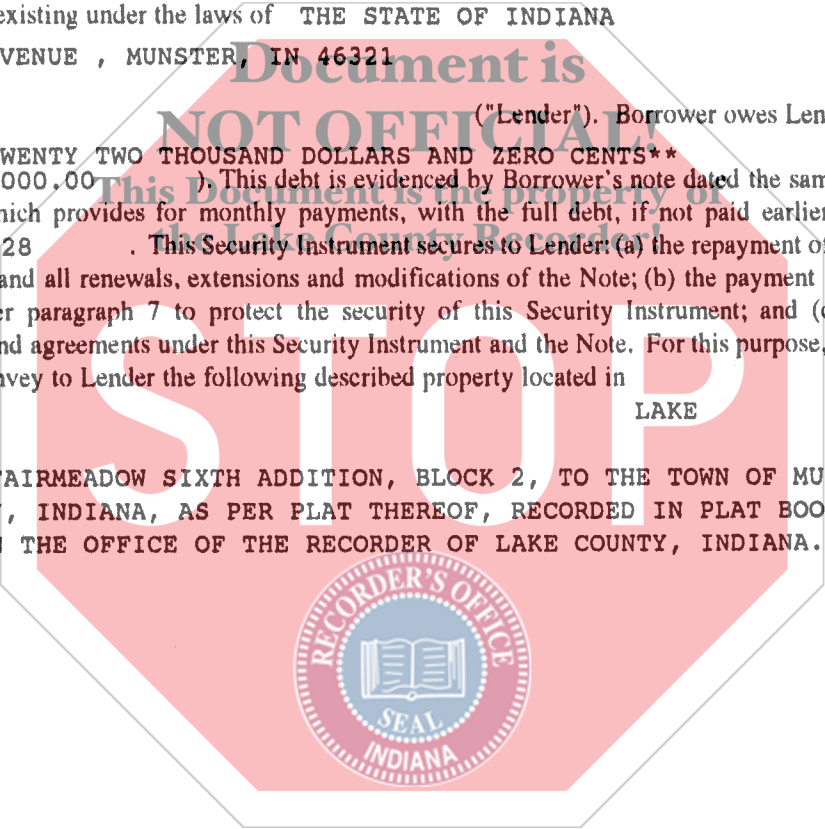 existing under the laws of THE STATE OF INDIANA
VENUE , MUNSTER, IN 46321
Document is
("Lender"). Borrower owes Len
NOT OFFICIAL!
WENTY TWO THOUSAND DOLLARS AND ZERO CENTS**
000.00 ). This debt is evidenced by Borrower's note dated the sam
This Document is the property of
hich provides for monthly payments, with the full debt, if not paid earlier
the Lake County Recorder!
28 . This Security Instrument secures to Lender: (a) the repayment of
and all renewals, extensions and modifications of the Note; (b) the payment
er paragraph 7 to protect the security of this Security Instrument; and (c
nd agreements under this Security Instrument and the Note. For this purpose,
nvey to Lender the following described property located in
LAKE
STOP
FAIRMEADOW SIXTH ADDITION, BLOCK 2, TO THE TOWN OF MU
, INDIANA, AS PER PLAT THEREOF, RECORDED IN PLAT BOO
N THE OFFICE OF THE RECORDER OF LAKE COUNTY, INDIANA.
RECORDER'S OFFICE
SEAL
INDIANA